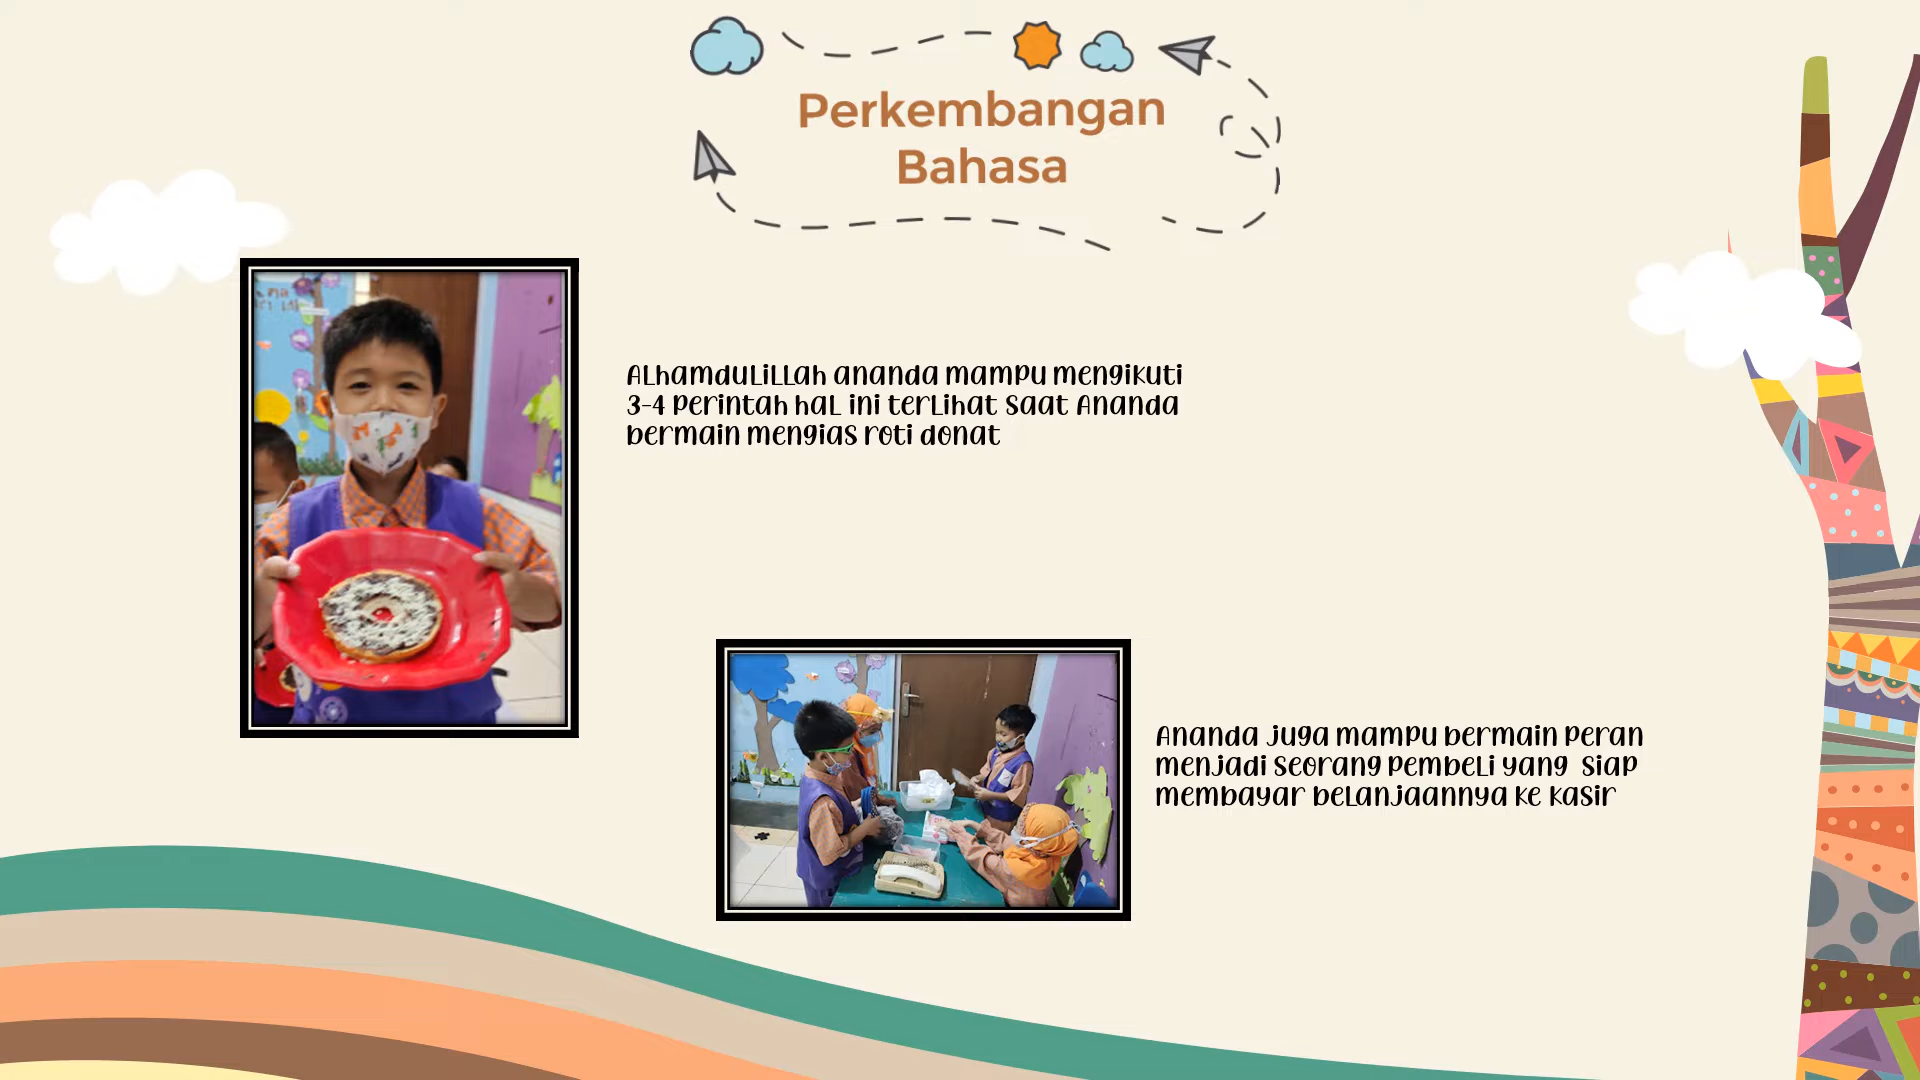 Perkembangan
Bahasa
Alhamdulillah ananda mampu mengikuti
3-4 perintah hal ini terlihat saat Ananda
bermain mengias roti donat
Ananda juga mampu bermain peran
menjadi seorang pembeli yang siap
membayar belanjaannya ke kasir